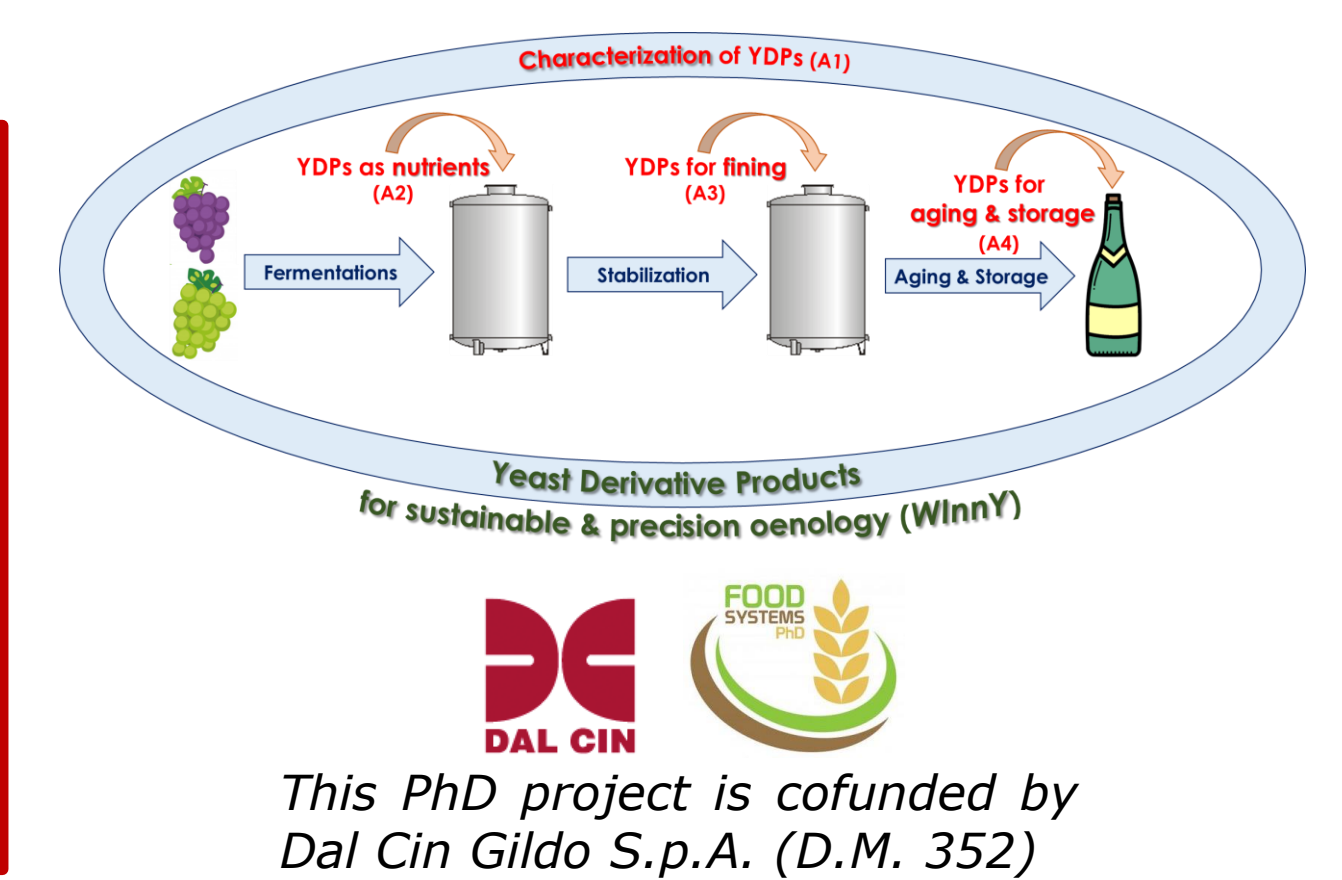 Characterization of YDPs (A1)
YDPs as nutrients
(A2)
YDPs for fining
(A3)
YDPs for
aging & storage
(A4)
Fermentations
Stabilization
Aging & Storage
Yeast Derivative Products
for sustainable & precision oenology (WInnY)
DAL CIN
FOOD
SYSTEMS
PhD
This PhD project is cofunded by
Dal Cin Gildo S.p.A. (D.M. 352)